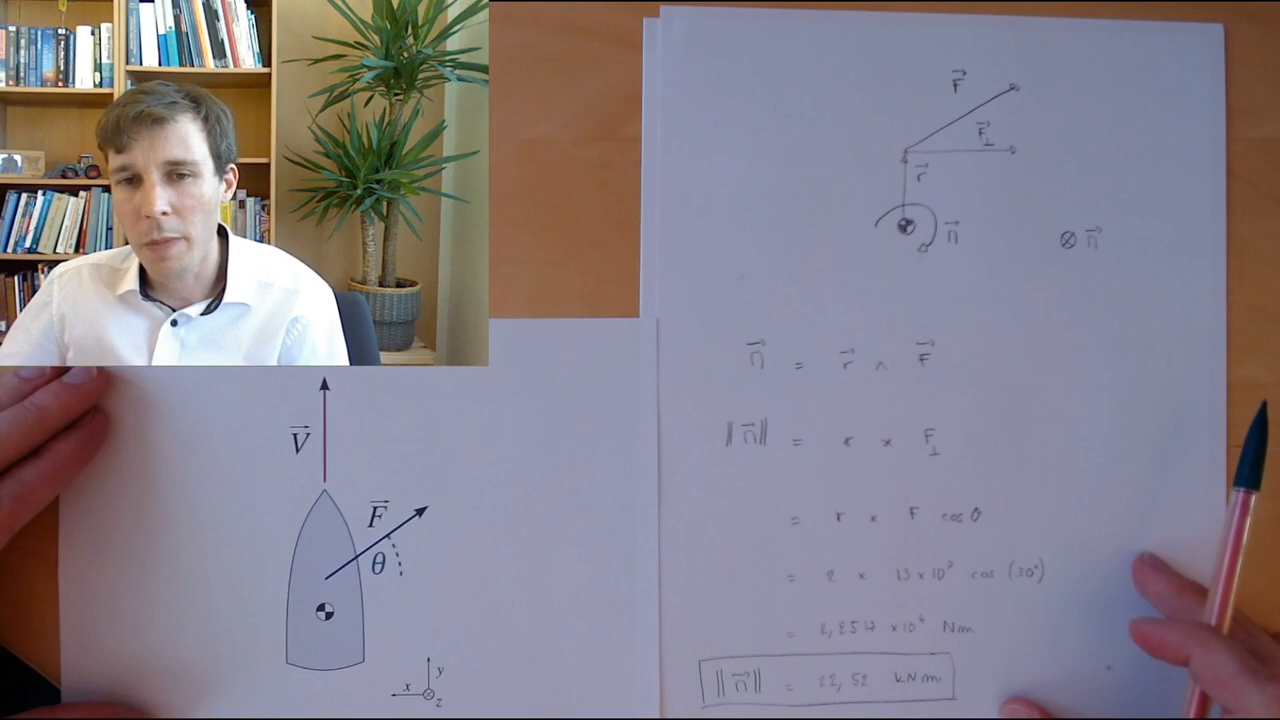 V⃗
F⃗
θ
y
x
z
F⃗
F⃗⊥
r⃗
n⃗
⊗ n⃗
n⃗ = r⃗ ∧ F⃗
||n⃗|| = r × F⊥
= r × F cos θ
= 2 × 13 × 10³ cos (30°)
= 2,2517 × 10⁴ Nm
||n⃗|| = 22,52 kNm